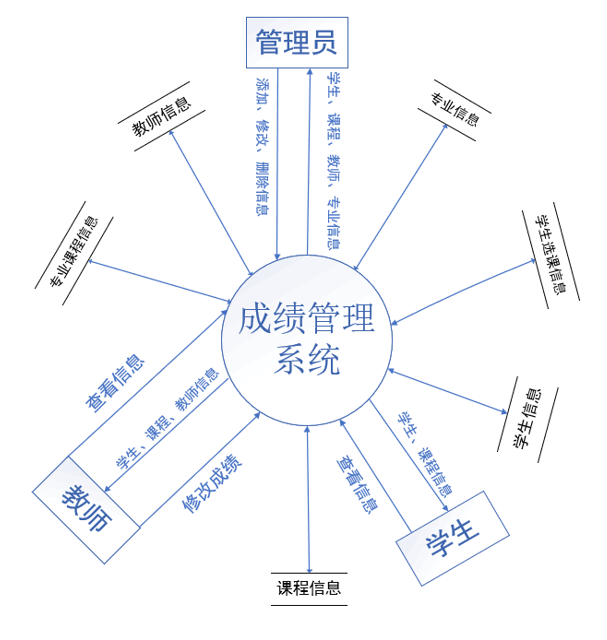 管理员
添加、修改、删除信息
学生、课程、教师、专业信息
教师信息
专业信息
专业课程信息
学生选课信息
成绩管理
系统
查看信息
学生、课程、教师信息
修改成绩
教师
学生信息
学生、课程信息
查看信息
学生
课程信息